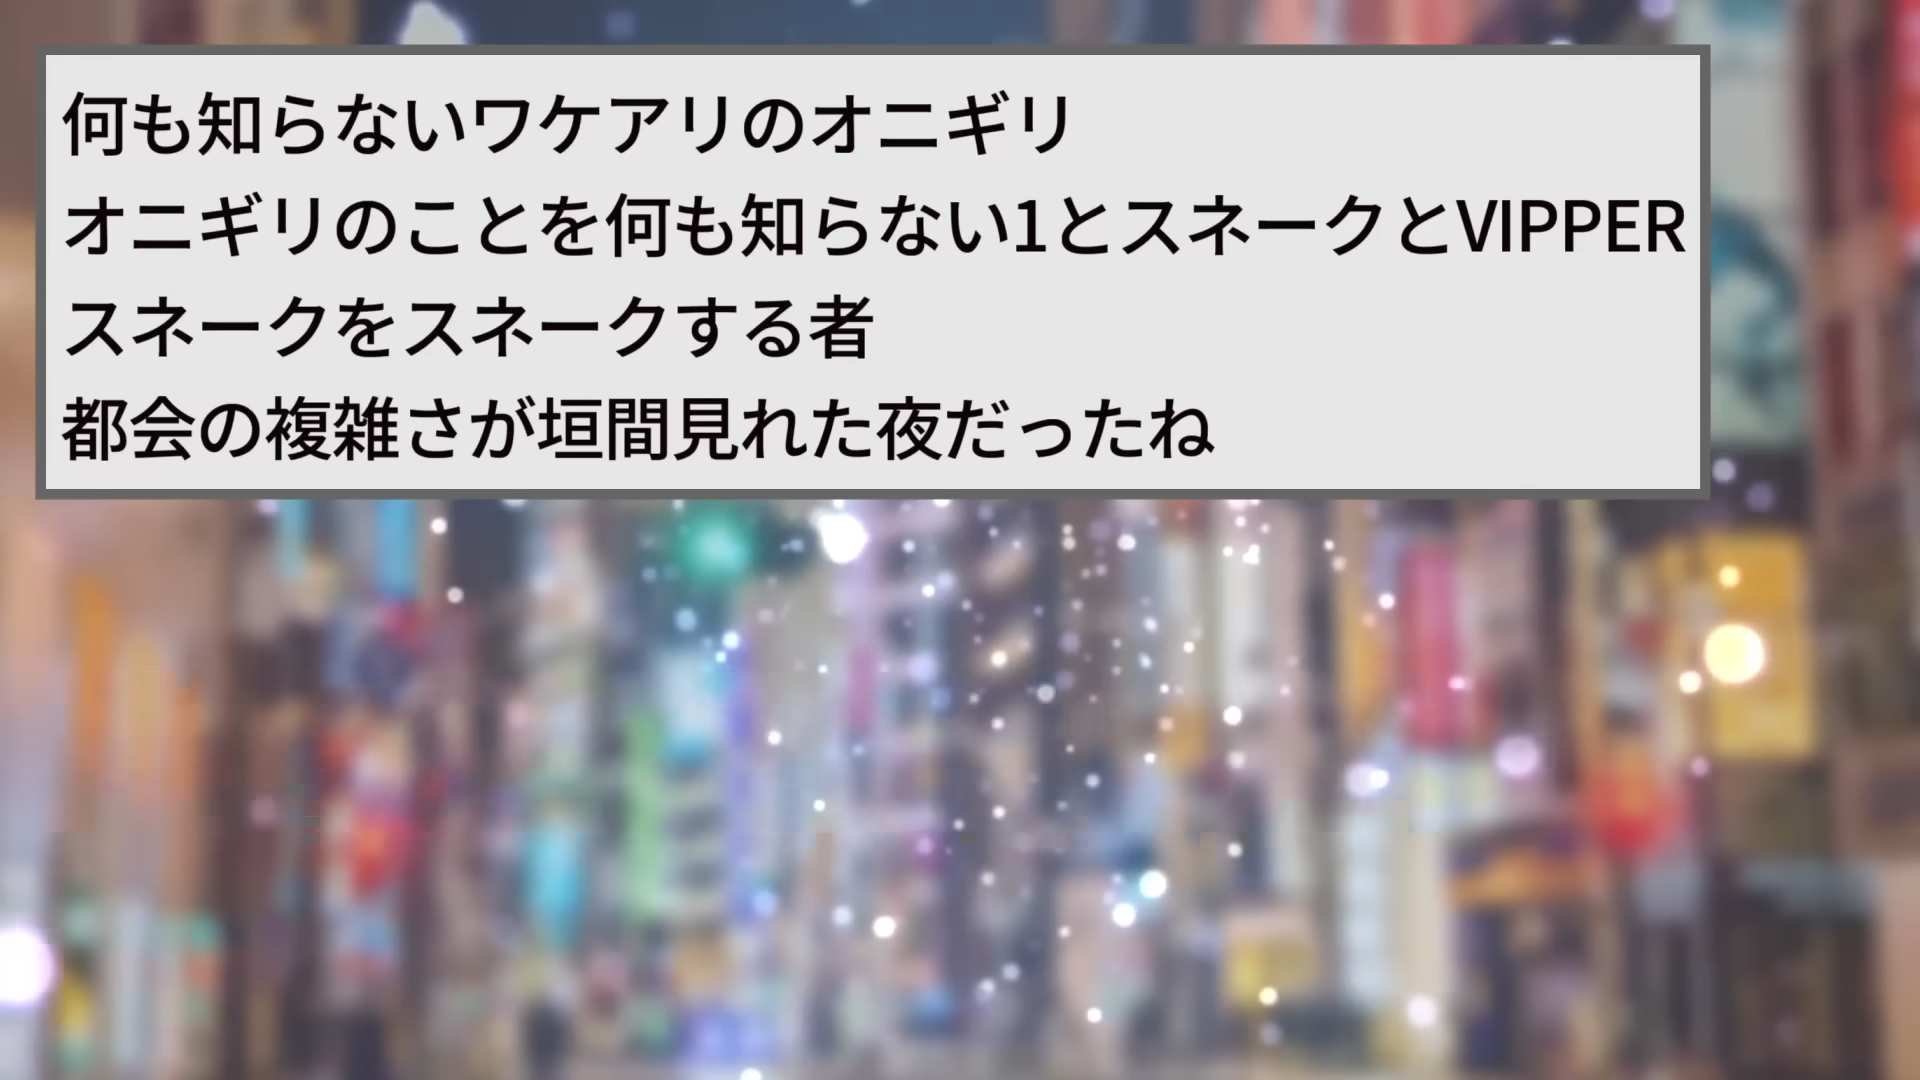 何も知らないワケアリのオニギリ
オニギリのことを何も知らない1とスネークとVIPPER
スネークをスネークする者
都会の複雑さが垣間見れた夜だったね